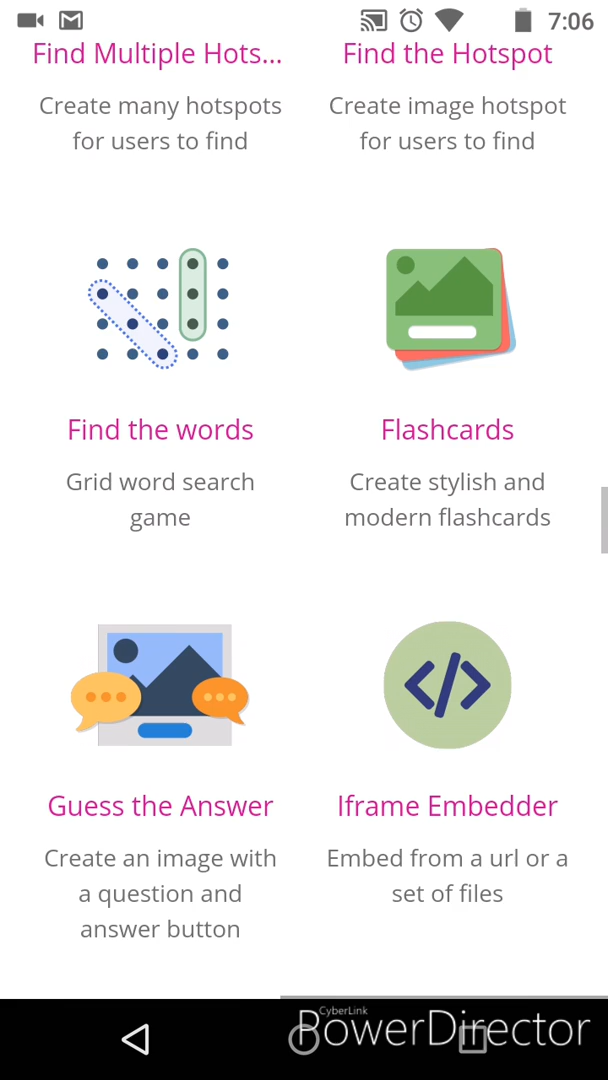 7:06
Find Multiple Hots...
Create many hotspots
for users to find
Find the Hotspot
Create image hotspot
for users to find
Find the words
Grid word search
game
Flashcards
Create stylish and
modern flashcards
Guess the Answer
Create an image with
a question and
answer button
Iframe Embedder
Embed from a url or a
set of files
CyberLink
PowerDirector